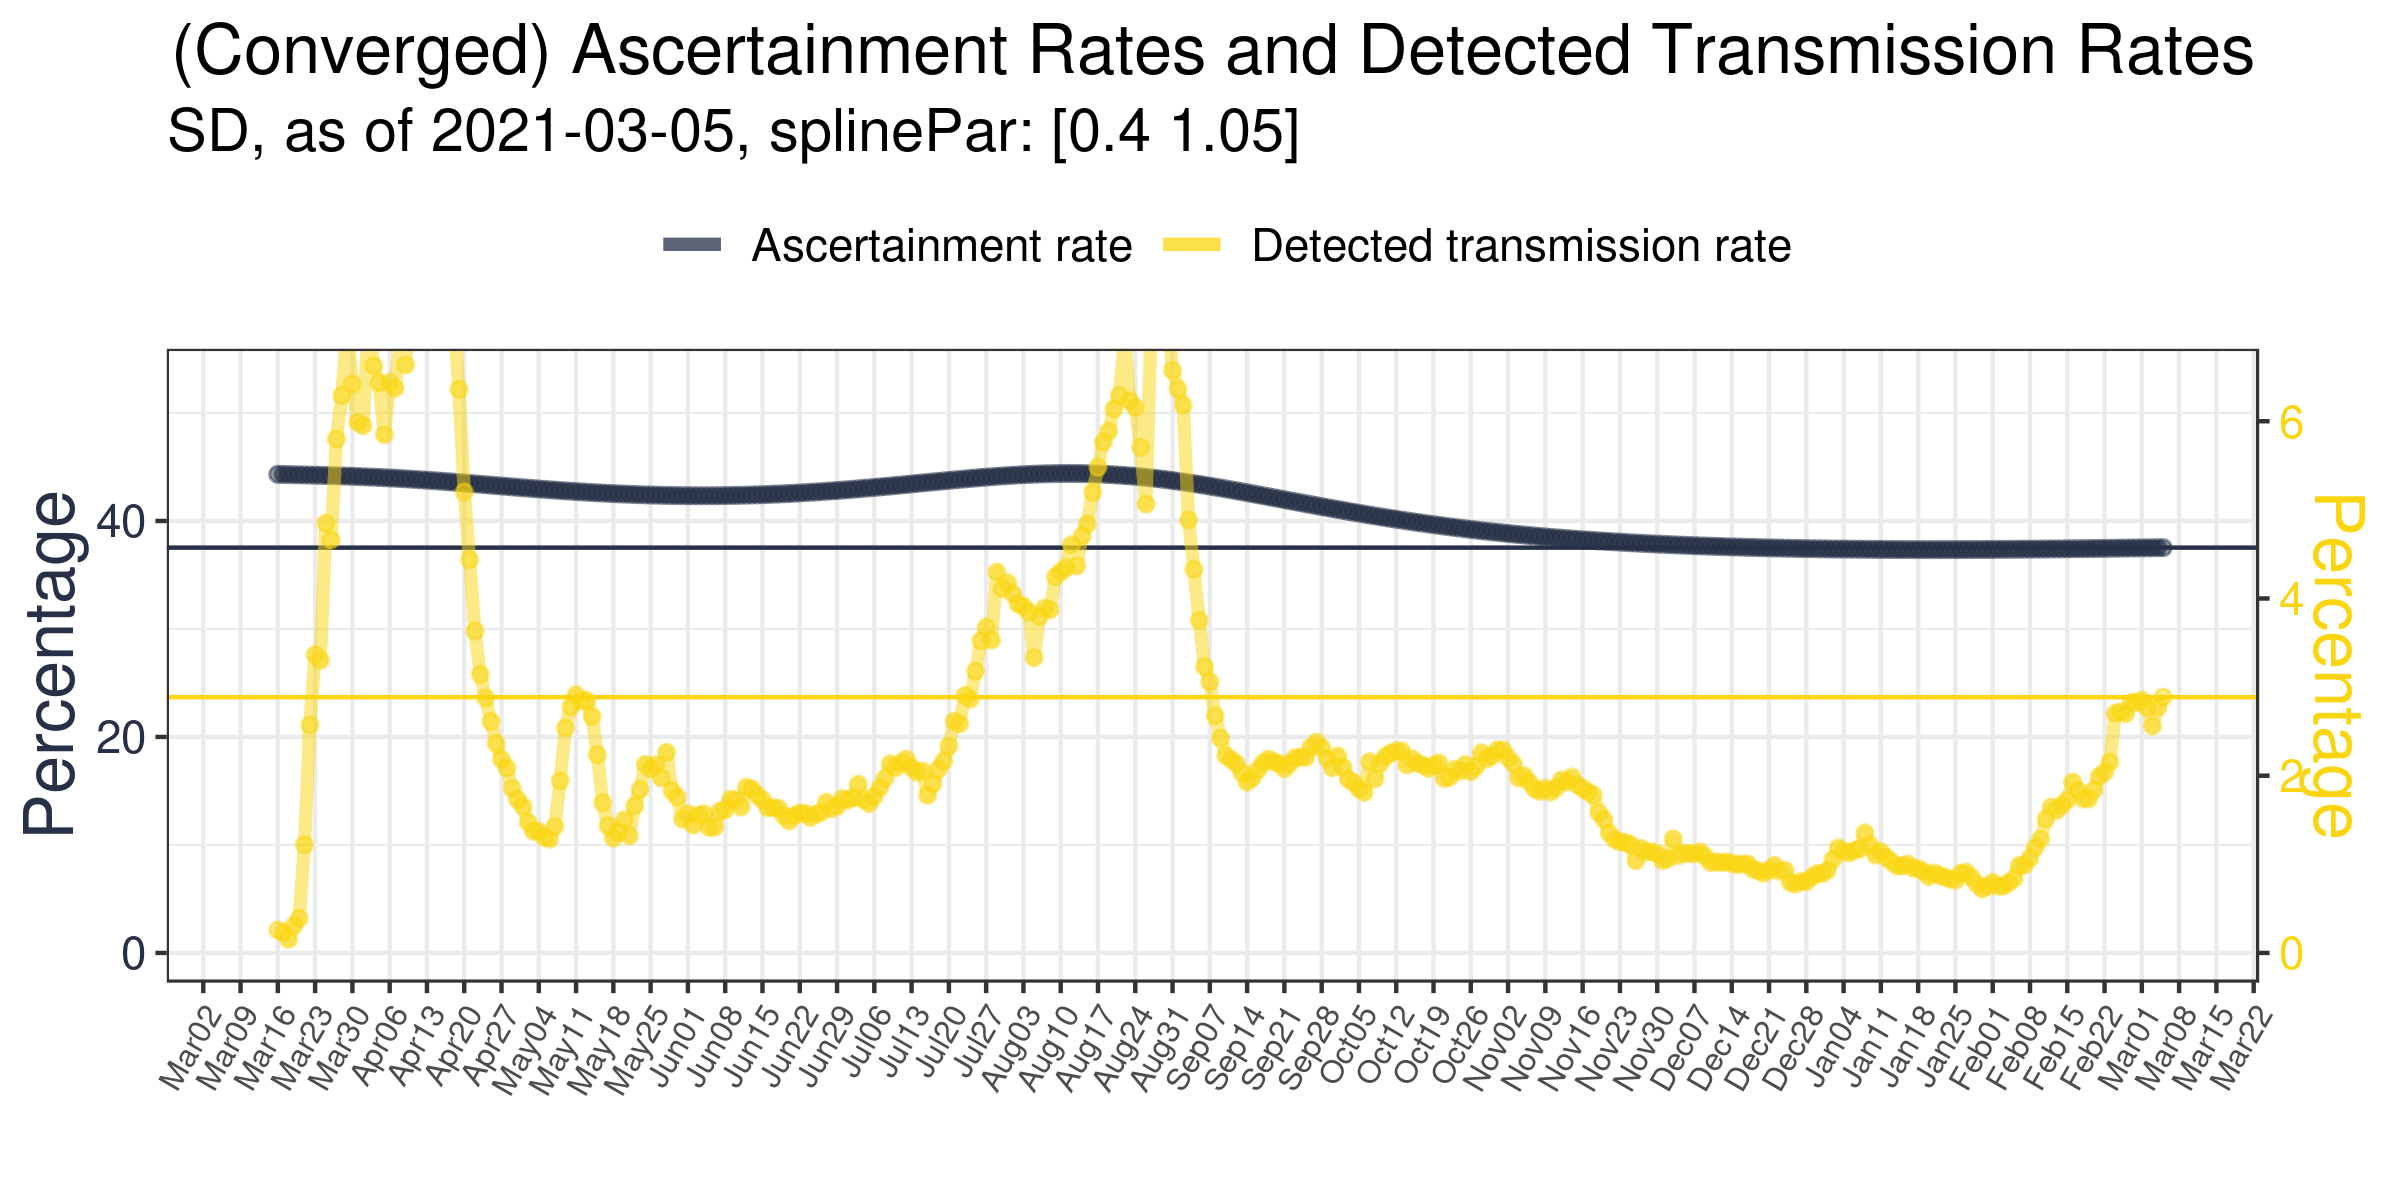 (Converged) Ascertainment Rates and Detected Transmission Rates
SD, as of 2021-03-05, splinePar: [0.4 1.05]
Ascertainment rate Detected transmission rate
Percentage
40
20
0
6
4
2
0
Percentage
Mar02 Mar09 Mar16 Mar23 Mar30 Apr06 Apr13 Apr20 Apr27 May04 May11 May18 May25 Jun01 Jun08 Jun15 Jun22 Jun29 Jul06 Jul13 Jul20 Jul27 Aug03 Aug10 Aug17 Aug24 Aug31 Sep07 Sep14 Sep21 Sep28 Oct05 Oct12 Oct19 Oct26 Nov02 Nov09 Nov16 Nov23 Nov30 Dec07 Dec14 Dec21 Dec28 Jan04 Jan11 Jan18 Jan25 Feb01 Feb08 Feb15 Feb22 Mar01 Mar08 Mar15 Mar22